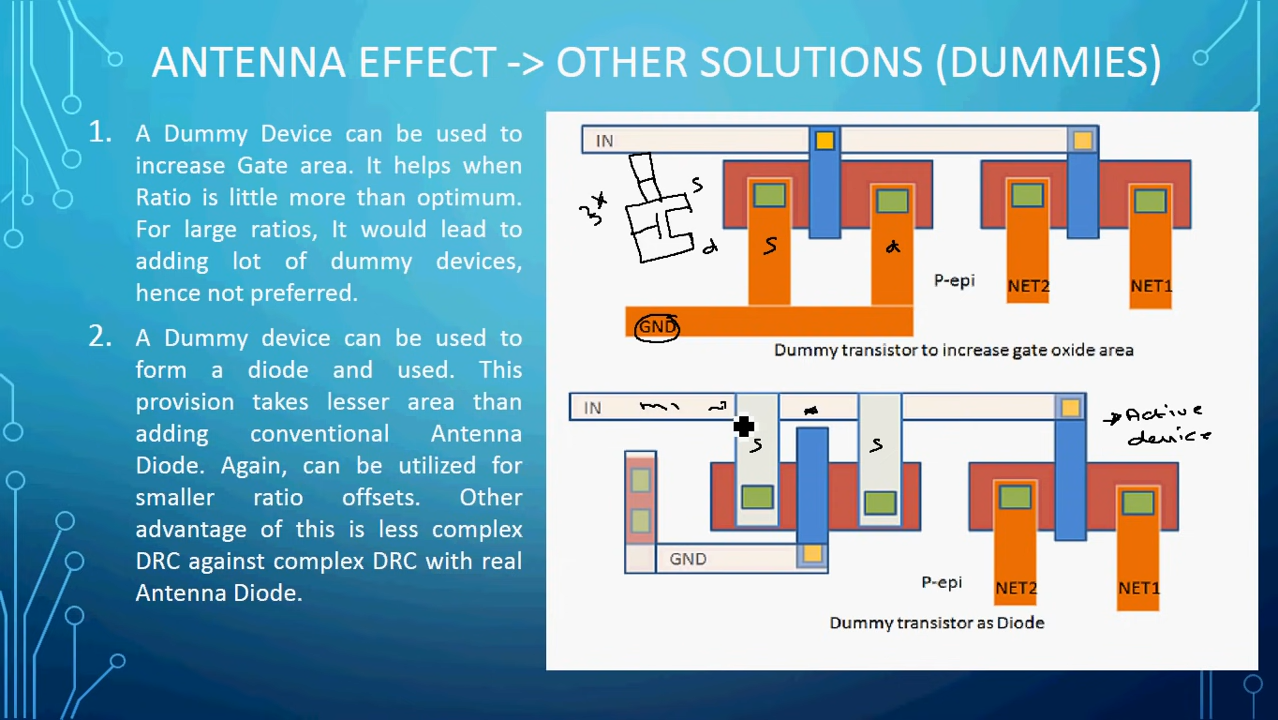 ANTENNA EFFECT -> OTHER SOLUTIONS (DUMMIES)
1. A Dummy Device can be used to
increase Gate area. It helps when
Ratio is little more than optimum.
For large ratios, It would lead to
adding lot of dummy devices,
hence not preferred.
2. A Dummy device can be used to
form a diode and used. This
provision takes lesser area than
adding conventional Antenna
Diode. Again, can be utilized for
smaller ratio offsets. Other
advantage of this is less complex
DRC against complex DRC with real
Antenna Diode.
IN
S
d
S
d
P-epi
NET2
NET1
GND
Dummy transistor to increase gate oxide area
IN
S
S
Active
device
GND
P-epi
NET2
NET1
Dummy transistor as Diode